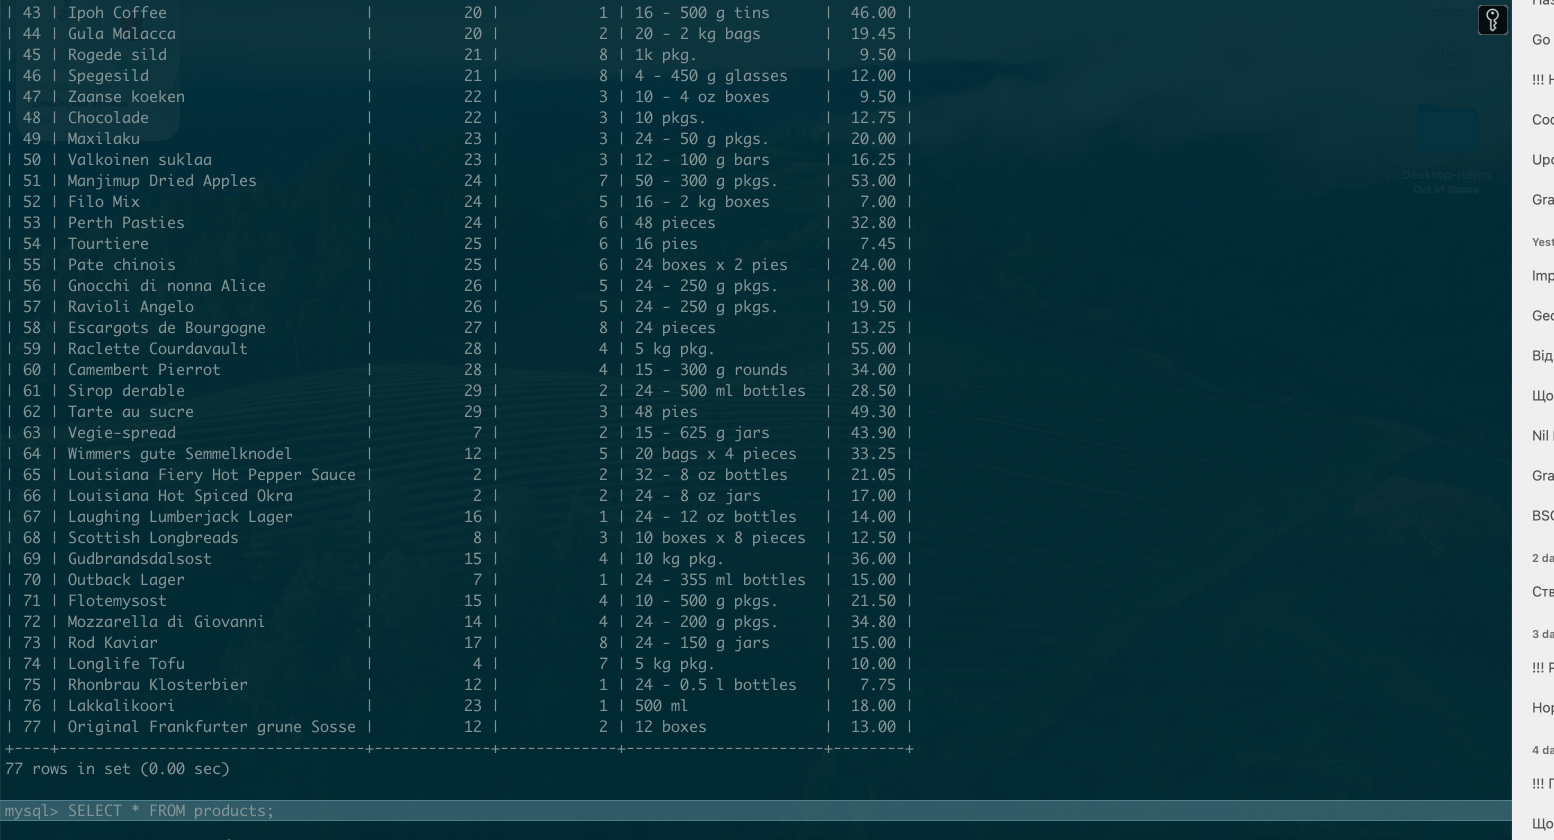 | 43 | Ipoh Coffee | 20 | 1 | 16 - 500 g tins | 46.00 |
| 44 | Gula Malacca | 20 | 2 | 20 - 2 kg bags | 19.45 |
| 45 | Rogede sild | 21 | 8 | 1k pkg. | 9.50 |
| 46 | Spegesild | 21 | 8 | 4 - 450 g glasses | 12.00 |
| 47 | Zaanse koeken | 22 | 3 | 10 - 4 oz boxes | 9.50 |
| 48 | Chocolade | 22 | 3 | 10 pkgs. | 12.75 |
| 49 | Maxilaku | 23 | 3 | 24 - 50 g pkgs. | 20.00 |
| 50 | Valkoinen suklaa | 23 | 3 | 12 - 100 g bars | 16.25 |
| 51 | Manjimup Dried Apples | 24 | 7 | 50 - 300 g pkgs. | 53.00 |
| 52 | Filo Mix | 24 | 5 | 16 - 2 kg boxes | 7.00 |
| 53 | Perth Pasties | 24 | 6 | 48 pieces | 32.80 |
| 54 | Tourtiere | 25 | 6 | 16 pies | 7.45 |
| 55 | Pate chinois | 25 | 6 | 24 boxes x 2 pies | 24.00 |
| 56 | Gnocchi di nonna Alice | 26 | 5 | 24 - 250 g pkgs. | 38.00 |
| 57 | Ravioli Angelo | 26 | 5 | 24 - 250 g pkgs. | 19.50 |
| 58 | Escargots de Bourgogne | 27 | 8 | 24 pieces | 13.25 |
| 59 | Raclette Courdavault | 28 | 4 | 5 kg pkg. | 55.00 |
| 60 | Camembert Pierrot | 28 | 4 | 15 - 300 g rounds | 34.00 |
| 61 | Sirop derable | 29 | 2 | 24 - 500 ml bottles | 28.50 |
| 62 | Tarte au sucre | 29 | 3 | 48 pies | 49.30 |
| 63 | Vegie-spread | 7 | 2 | 15 - 625 g jars | 43.90 |
| 64 | Wimmers gute Semmelknodel | 12 | 5 | 20 bags x 4 pieces | 33.25 |
| 65 | Louisiana Fiery Hot Pepper Sauce | 2 | 2 | 32 - 8 oz bottles | 21.05 |
| 66 | Louisiana Hot Spiced Okra | 2 | 2 | 24 - 8 oz jars | 17.00 |
| 67 | Laughing Lumberjack Lager | 16 | 1 | 24 - 12 oz bottles | 14.00 |
| 68 | Scottish Longbreads | 8 | 3 | 10 boxes x 8 pieces | 12.50 |
| 69 | Gudbrandsdalsost | 15 | 4 | 10 kg pkg. | 36.00 |
| 70 | Outback Lager | 7 | 1 | 24 - 355 ml bottles | 15.00 |
| 71 | Flotemysost | 15 | 4 | 10 - 500 g pkgs. | 21.50 |
| 72 | Mozzarella di Giovanni | 14 | 4 | 24 - 200 g pkgs. | 34.80 |
| 73 | Rod Kaviar | 17 | 8 | 24 - 150 g jars | 15.00 |
| 74 | Longlife Tofu | 4 | 7 | 5 kg pkg. | 10.00 |
| 75 | Rhonbrau Klosterbier | 12 | 1 | 24 - 0.5 l bottles | 7.75 |
| 76 | Lakkalikoori | 23 | 1 | 500 ml | 18.00 |
| 77 | Original Frankfurter grune Sosse | 12 | 2 | 12 boxes | 13.00 |
+----+----------------------------------+-------------+-------------+----------------------+--------+
77 rows in set (0.00 sec)
mysql> SELECT * FROM products;
Desktop-Items
Out of Space
Go
!!!
Upd
Gra
Yest
Imp
Від
Що
Nil
Gra
2 da
Ств
3 da
!!!
4 da
!!!
Що